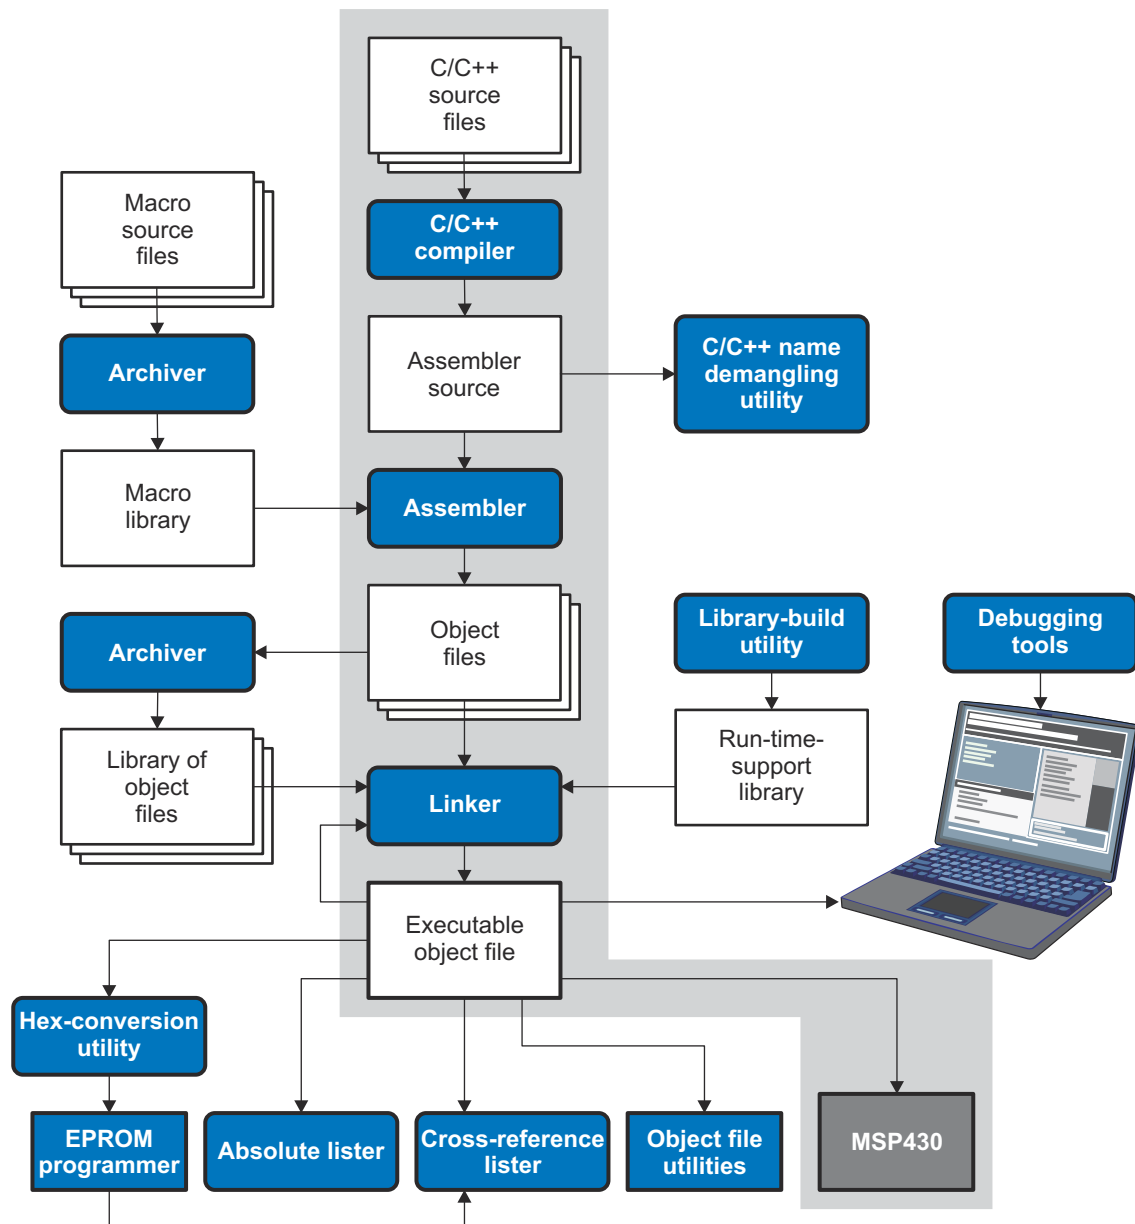 C/C++
source
files
Macro
source
files
C/C++
compiler
Archiver
Assembler
source
C/C++ name
demangling
utility
Macro
library
Assembler
Archiver
Object
files
Library-build
utility
Debugging
tools
Library of
object
files
Linker
Run-time-
support
library
Executable
object file
Hex-conversion
utility
EPROM
programmer
Absolute lister
Cross-reference
lister
Object file
utilities
MSP430